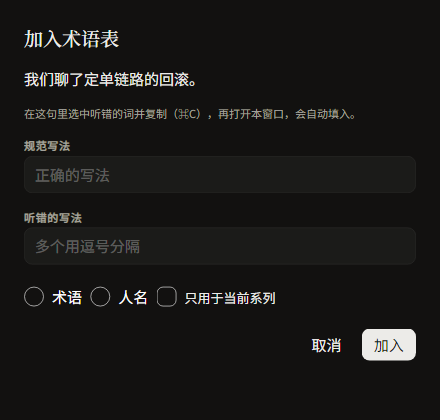 加入术语表
我们聊了定单链路的回滚。
在这句里选中听错的词并复制（⌘C），再打开本窗口，会自动填入。
规范写法
正确的写法
听错的写法
多个用逗号分隔
术语 人名 只用于当前系列
取消 加入